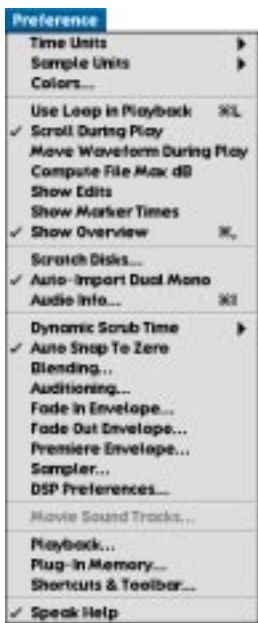 Preference
Time Units
Sample Units
Colors...
Use Loop in Playback ⌘L
✓ Scroll During Play
Move Waveform During Play
Compute File Max dB
Show Edits
Show Marker Times
✓ Show Overview ⌘,
Scratch Disks...
✓ Auto-Import Dual Mono
Audio Info... ⌘I
Dynamic Scrub Time
✓ Auto Snap To Zero
Blending...
Auditioning...
Fade In Envelope...
Fade Out Envelope...
Premiere Envelope...
Sampler...
DSP Preferences...
Movie Sound Tracks...
Playback...
Plug-In Memory...
Shortcuts & Toolbar...
✓ Speak Help